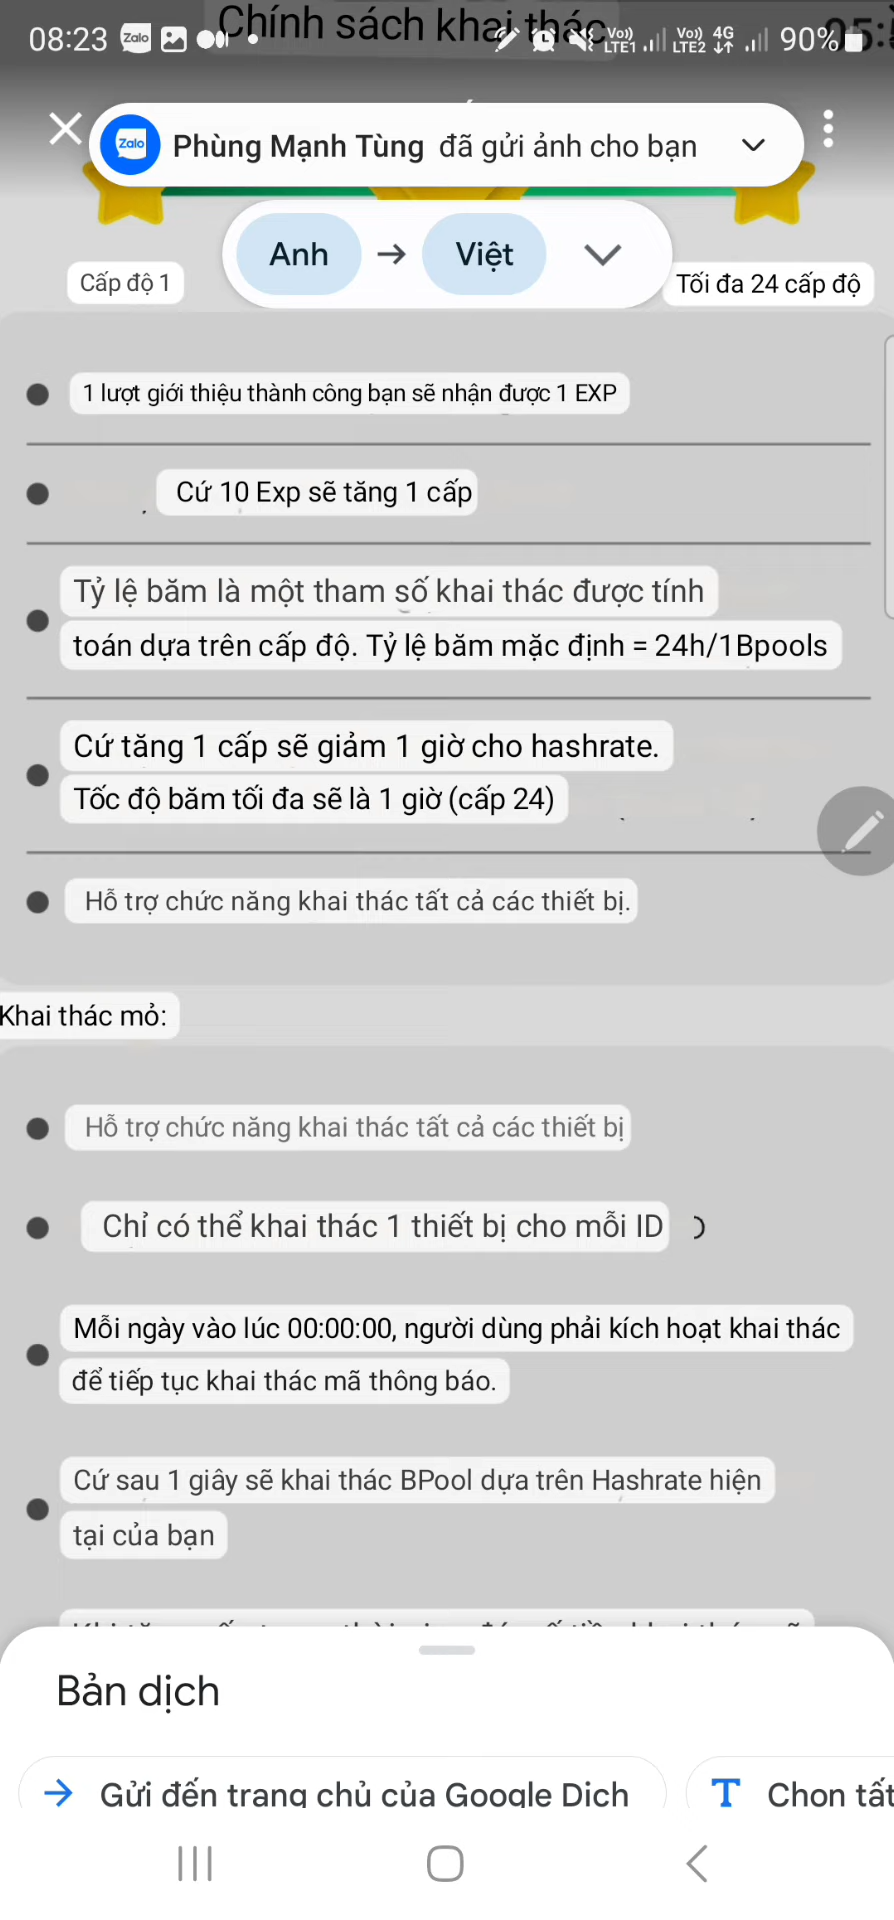 Chính sách khai thác
08:23
Zalo
Vo)) LTE1
Vo)) LTE2
4G
90%
Zalo
Phùng Mạnh Tùng đã gửi ảnh cho bạn
Anh → Việt
Cấp độ 1
Tối đa 24 cấp độ
1 lượt giới thiệu thành công bạn sẽ nhận được 1 EXP
Cứ 10 Exp sẽ tăng 1 cấp
Tỷ lệ băm là một tham số khai thác được tính
toán dựa trên cấp độ. Tỷ lệ băm mặc định = 24h/1Bpools
Cứ tăng 1 cấp sẽ giảm 1 giờ cho hashrate.
Tốc độ băm tối đa sẽ là 1 giờ (cấp 24)
Hỗ trợ chức năng khai thác tất cả các thiết bị.
Khai thác mỏ:
Hỗ trợ chức năng khai thác tất cả các thiết bị
Chỉ có thể khai thác 1 thiết bị cho mỗi ID
Mỗi ngày vào lúc 00:00:00, người dùng phải kích hoạt khai thác
để tiếp tục khai thác mã thông báo.
Cứ sau 1 giây sẽ khai thác BPool dựa trên Hashrate hiện
tại của bạn
Bản dịch
→ Gửi đến trang chủ của Google Dịch
T Chọn tất